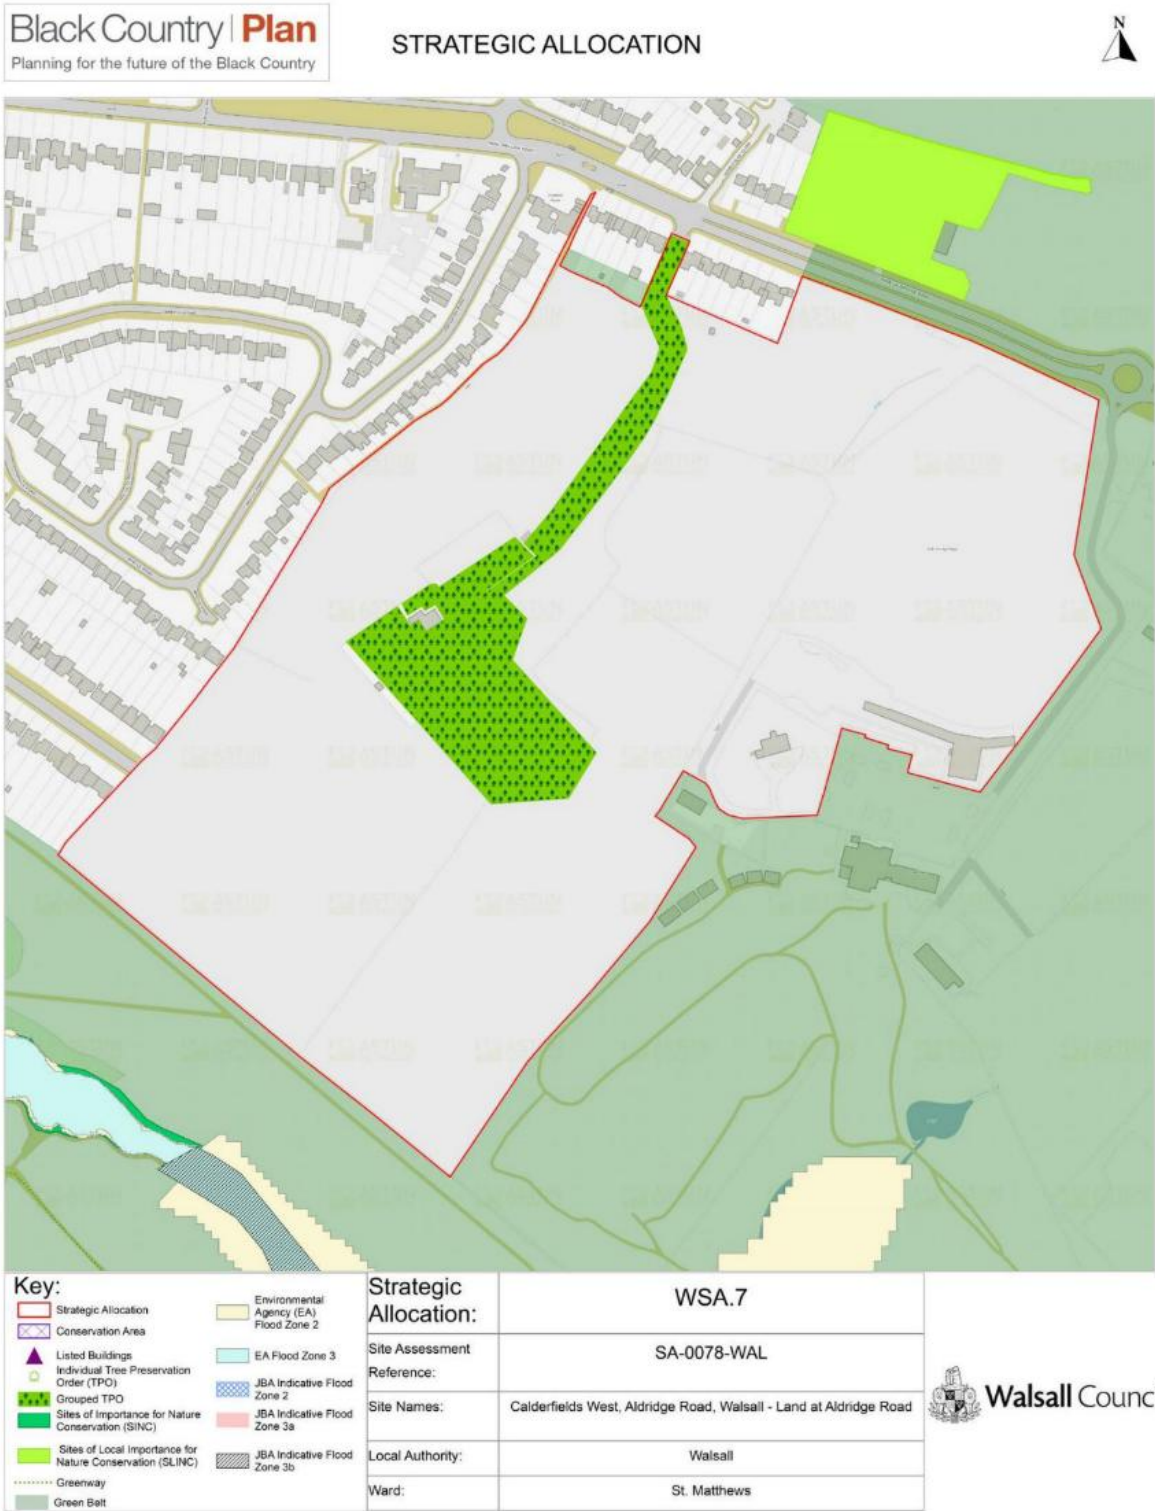 Black Country | Plan
Planning for the future of the Black Country
STRATEGIC ALLOCATION
N
Key:
Strategic Allocation
Conservation Area
Listed Buildings
Individual Tree Preservation
Order (TPO)
Grouped TPO
Sites of Importance for Nature
Conservation (SINC)
Sites of Local Importance for
Nature Conservation (SLINC)
Greenway
Green Belt
Environmental
Agency (EA)
Flood Zone 2
EA Flood Zone 3
JBA Indicative Flood
Zone 2
JBA Indicative Flood
Zone 3a
JBA Indicative Flood
Zone 3b
Strategic
Allocation:
WSA.7
Site Assessment
Reference:
SA-0078-WAL
Site Names:
Calderfields West, Aldridge Road, Walsall - Land at Aldridge Road
Local Authority:
Walsall
Ward:
St. Matthews
Walsall Counc